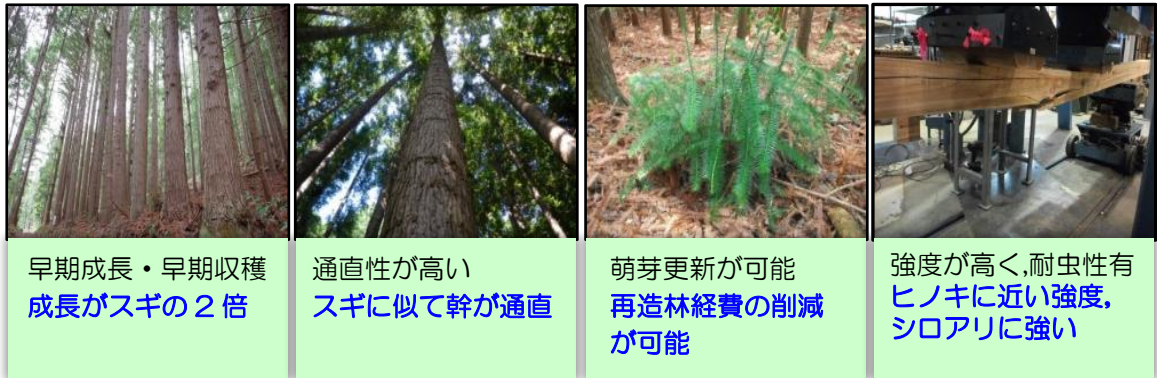 早期成長・早期収穫
成長がスギの２倍
通直性が高い
スギに似て幹が通直
萌芽更新が可能
再造林経費の削減
が可能
強度が高く,耐虫性有
ヒノキに近い強度,
シロアリに強い